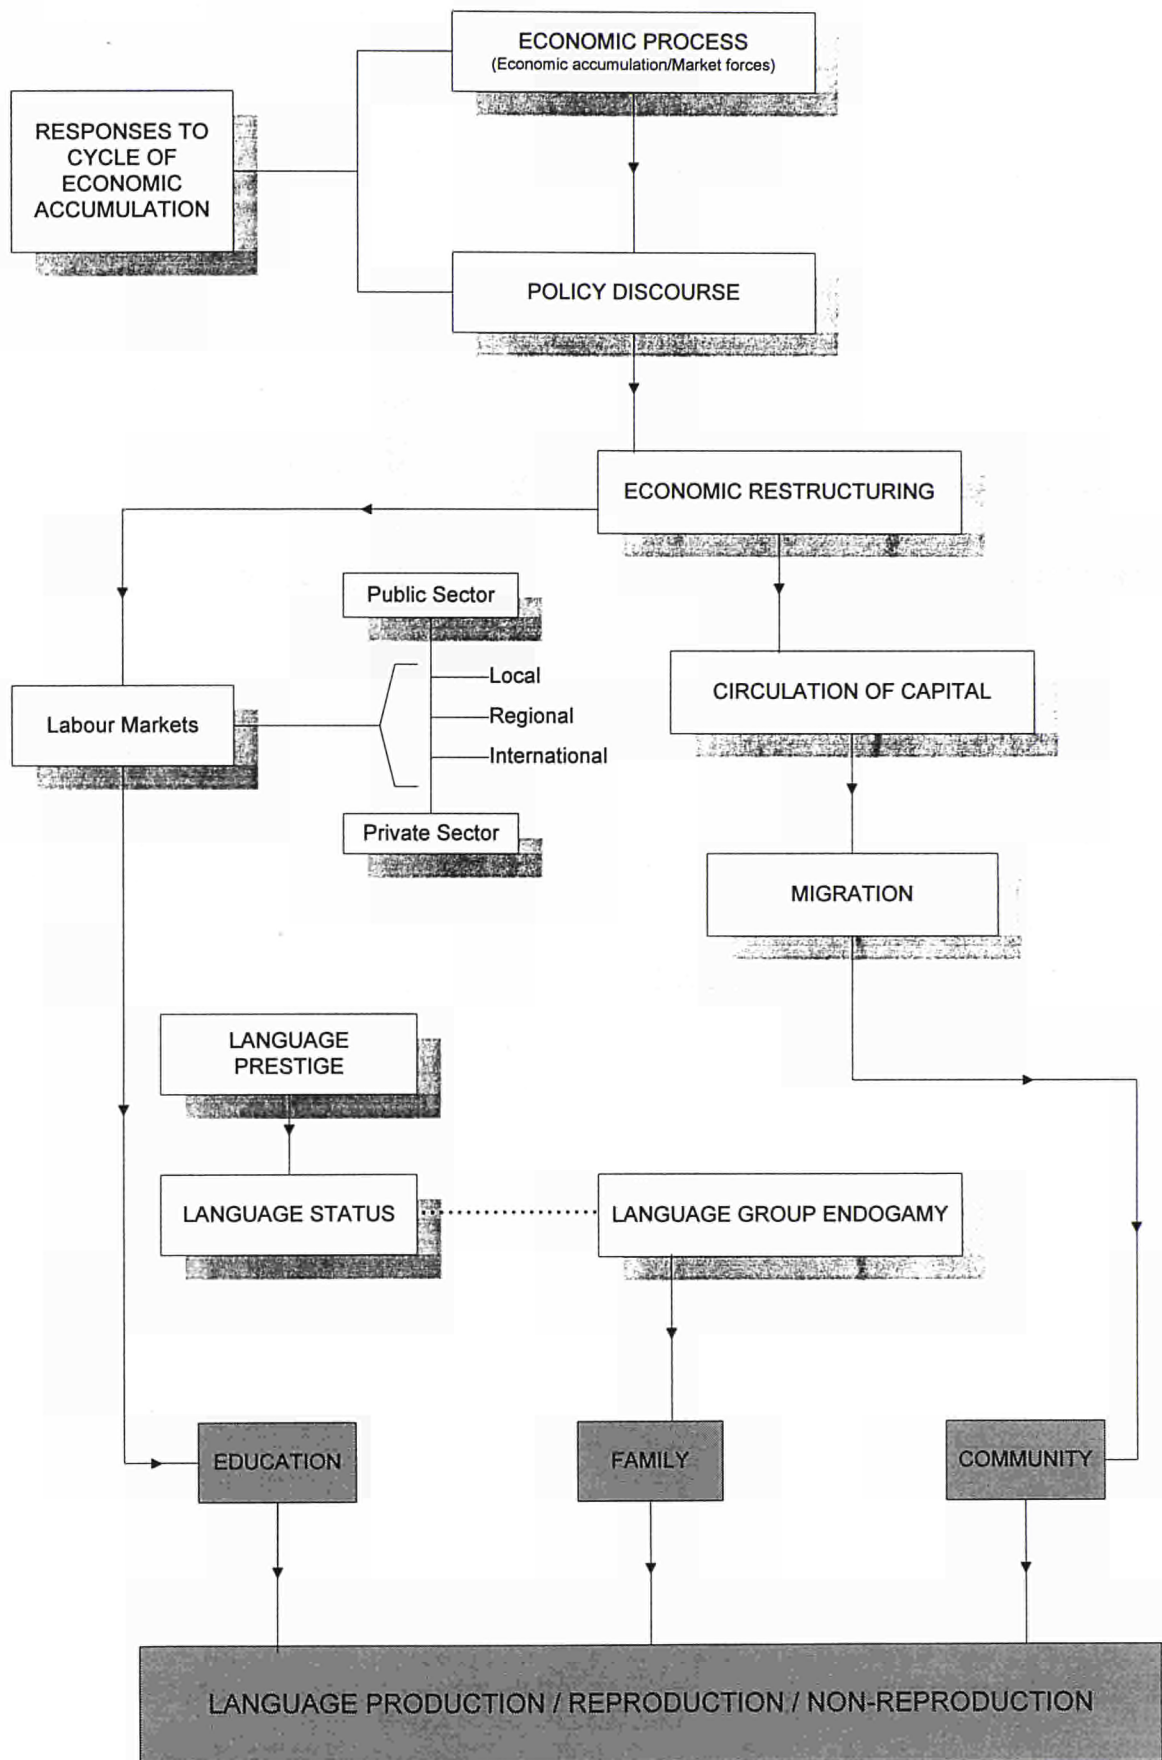 ECONOMIC PROCESS
(Economic accumulation/Market forces)
RESPONSES TO
CYCLE OF
ECONOMIC
ACCUMULATION
POLICY DISCOURSE
ECONOMIC RESTRUCTURING
Public Sector
Local
Regional
International
Labour Markets
Private Sector
CIRCULATION OF CAPITAL
MIGRATION
LANGUAGE
PRESTIGE
LANGUAGE STATUS
LANGUAGE GROUP ENDOGAMY
EDUCATION
FAMILY
COMMUNITY
LANGUAGE PRODUCTION / REPRODUCTION / NON-REPRODUCTION